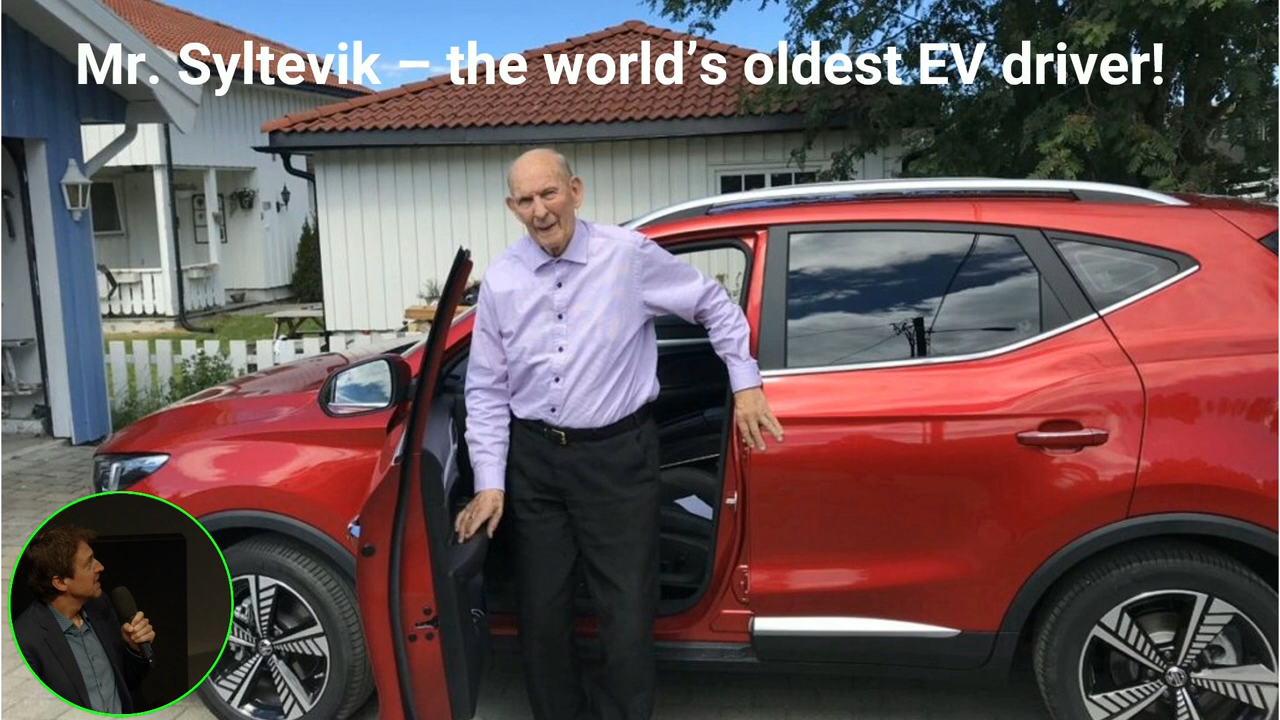 Mr. Syltevik – the world’s oldest EV driver!